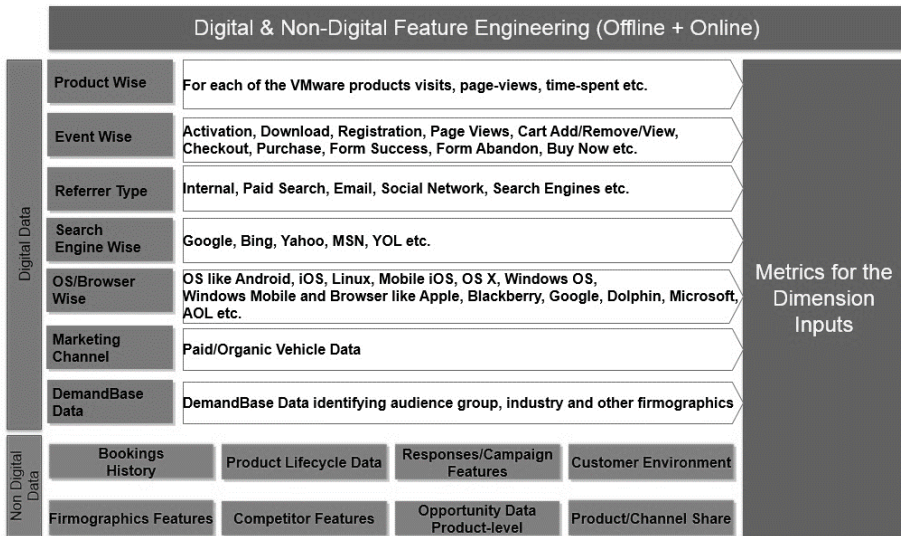 Digital & Non-Digital Feature Engineering (Offline + Online)
Digital Data
Product Wise
For each of the VMware products visits, page-views, time-spent etc.
Event Wise
Activation, Download, Registration, Page Views, Cart Add/Remove/View,
Checkout, Purchase, Form Success, Form Abandon, Buy Now etc.
Referrer Type
Internal, Paid Search, Email, Social Network, Search Engines etc.
Search
Engine Wise
Google, Bing, Yahoo, MSN, YOL etc.
OS/Browser
Wise
OS like Android, iOS, Linux, Mobile iOS, OS X, Windows OS,
Windows Mobile and Browser like Apple, Blackberry, Google, Dolphin, Microsoft,
AOL etc.
Marketing
Channel
Paid/Organic Vehicle Data
DemandBase
Data
DemandBase Data identifying audience group, industry and other firmographics
Metrics for the
Dimension
Inputs
Non Digital
Data
Bookings
History
Product Lifecycle Data
Responses/Campaign
Features
Customer Environment
Firmographics Features
Competitor Features
Opportunity Data
Product-level
Product/Channel Share